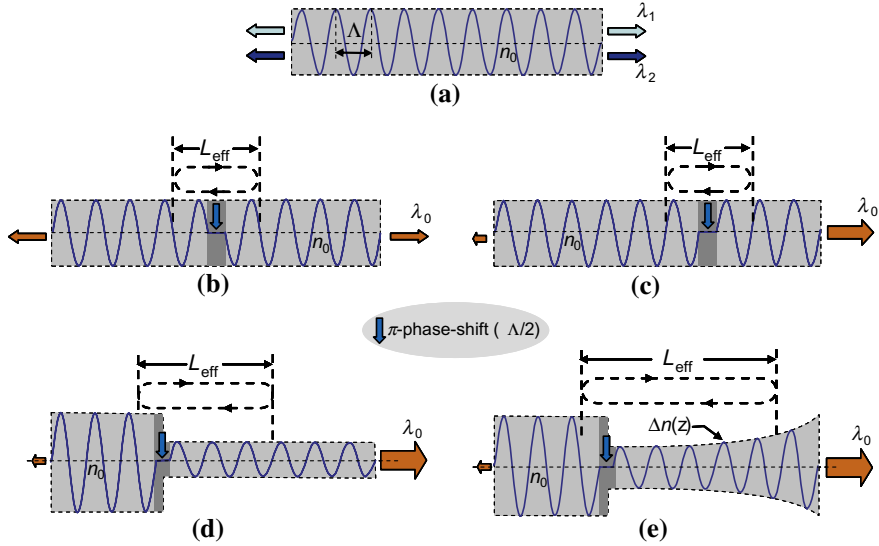 λ1
Λ
n0
λ2
(a)
Leff
Leff
λ0
λ0
n0
n0
(b)
(c)
π-phase-shift ( Λ/2)
Leff
Leff
Δn(z)
λ0
λ0
n0
n0
(d)
(e)